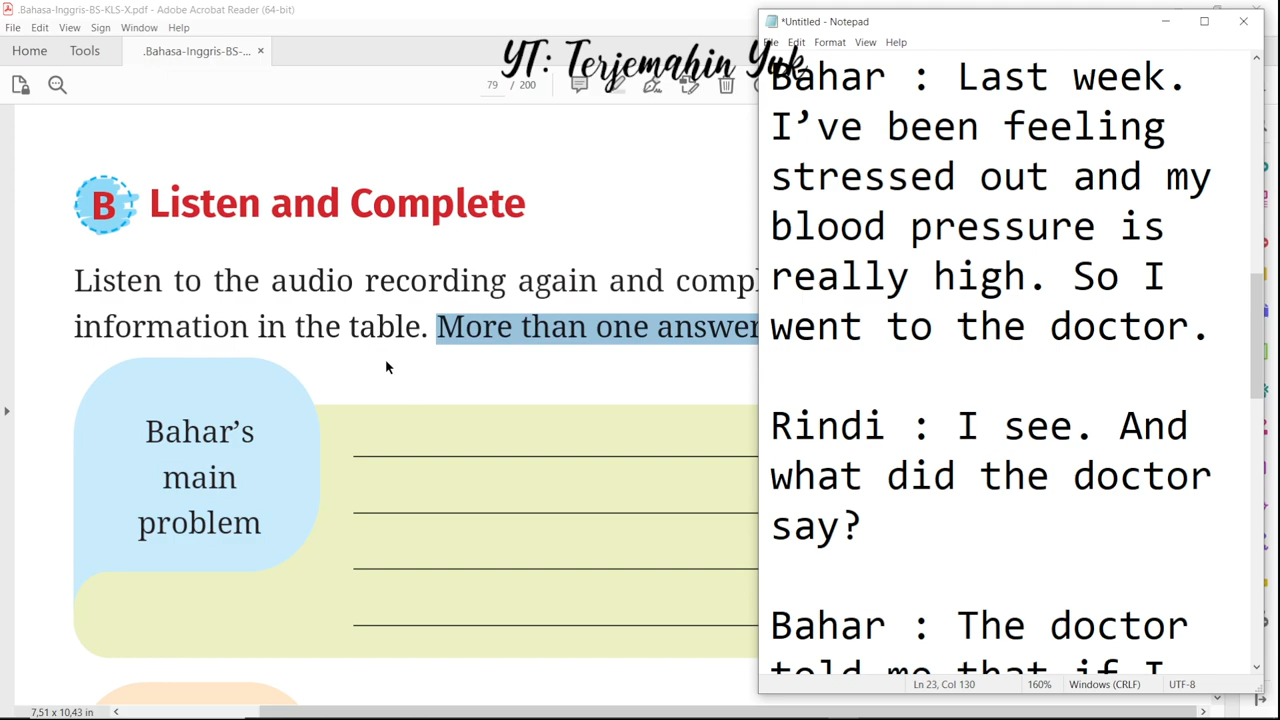 .Bahasa-Inggris-BS-KLS-X.pdf - Adobe Acrobat Reader (64-bit)
File Edit View Sign Window Help
Home Tools .Bahasa-Inggris-BS-... ×
YT: Terjemahin Yuk
79 / 200
B Listen and Complete
Listen to the audio recording again and compl
information in the table. More than one answer
Bahar's
main
problem
7,51 x 10,43 in
*Untitled - Notepad
File Edit Format View Help
Bahar : Last week.
I've been feeling
stressed out and my
blood pressure is
really high. So I
went to the doctor.
Rindi : I see. And
what did the doctor
say?
Bahar : The doctor
told me that if I
Ln 23, Col 130 160% Windows (CRLF) UTF-8